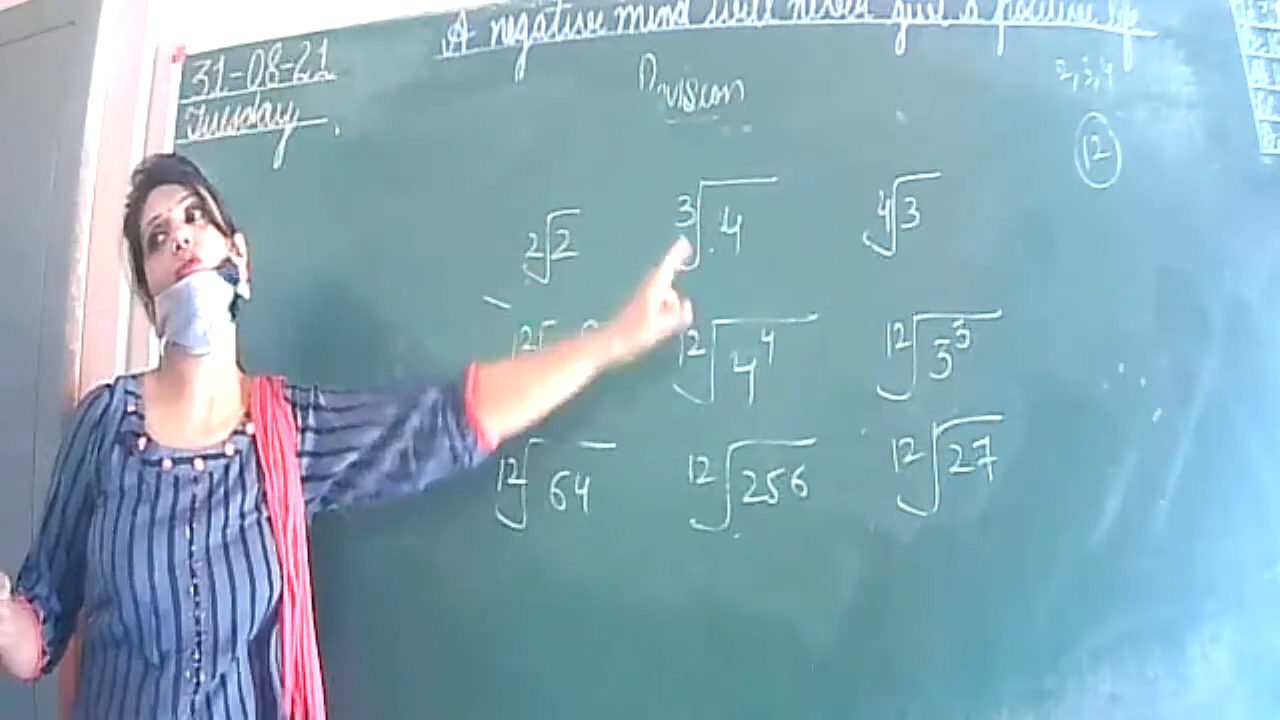 A negative mind will never give a positive life
31-08-21
Tuesday
Division
2,3,4
12
²√2 ³√4 ⁴√3
¹²√ ¹²√4⁴ ¹²√3³
¹²√64 ¹²√256 ¹²√27